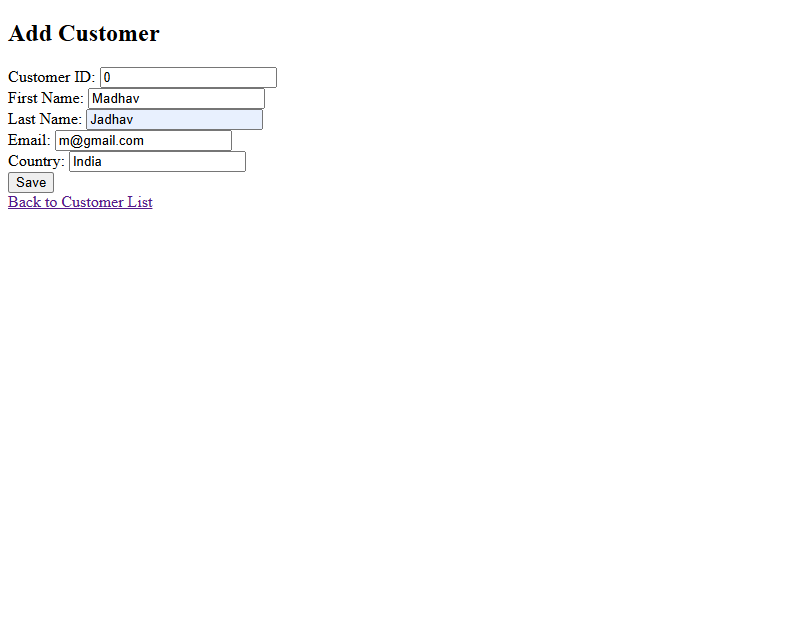 Add Customer
Customer ID: 0
First Name: Madhav
Last Name: Jadhav
Email: m@gmail.com
Country: India
Save
Back to Customer List